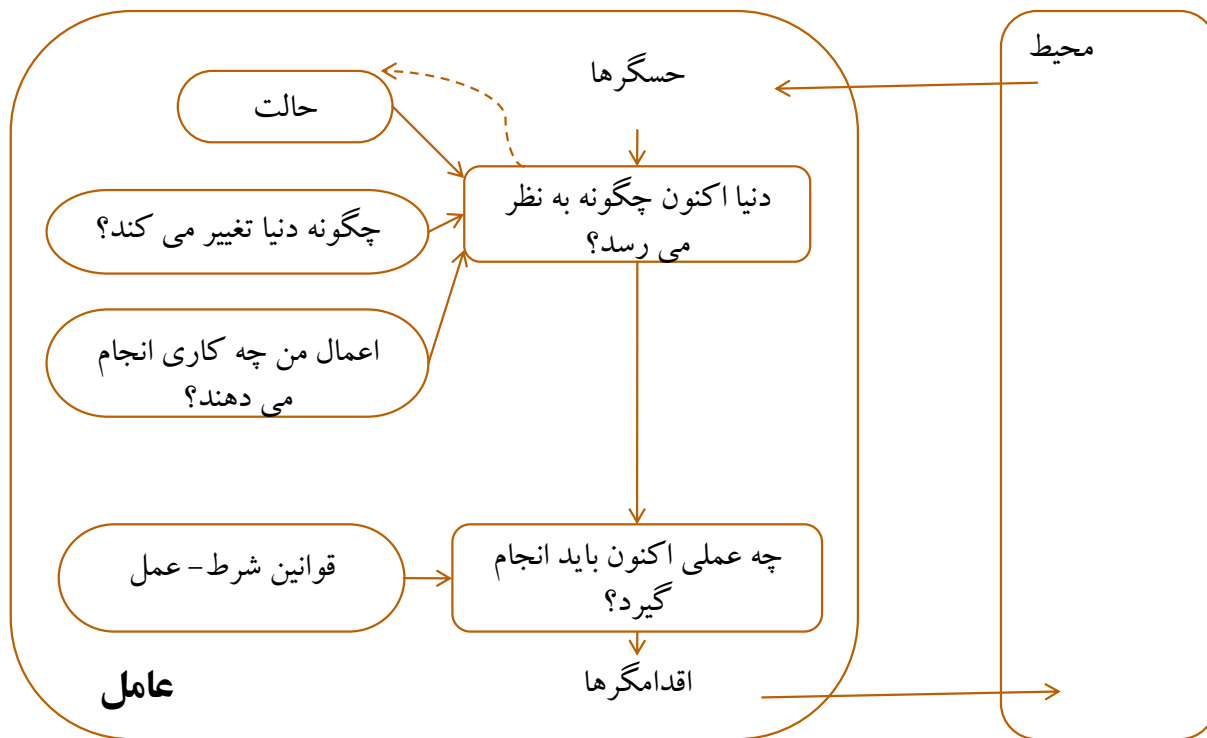 محیط
حسگرها
حالت
دنیا اکنون چگونه به نظر
می رسد؟
چگونه دنیا تغییر می کند؟
اعمال من چه کاری انجام
می دهند؟
چه عملی اکنون باید انجام
گیرد؟
قوانین شرط– عمل
اقدامگرها
عامل